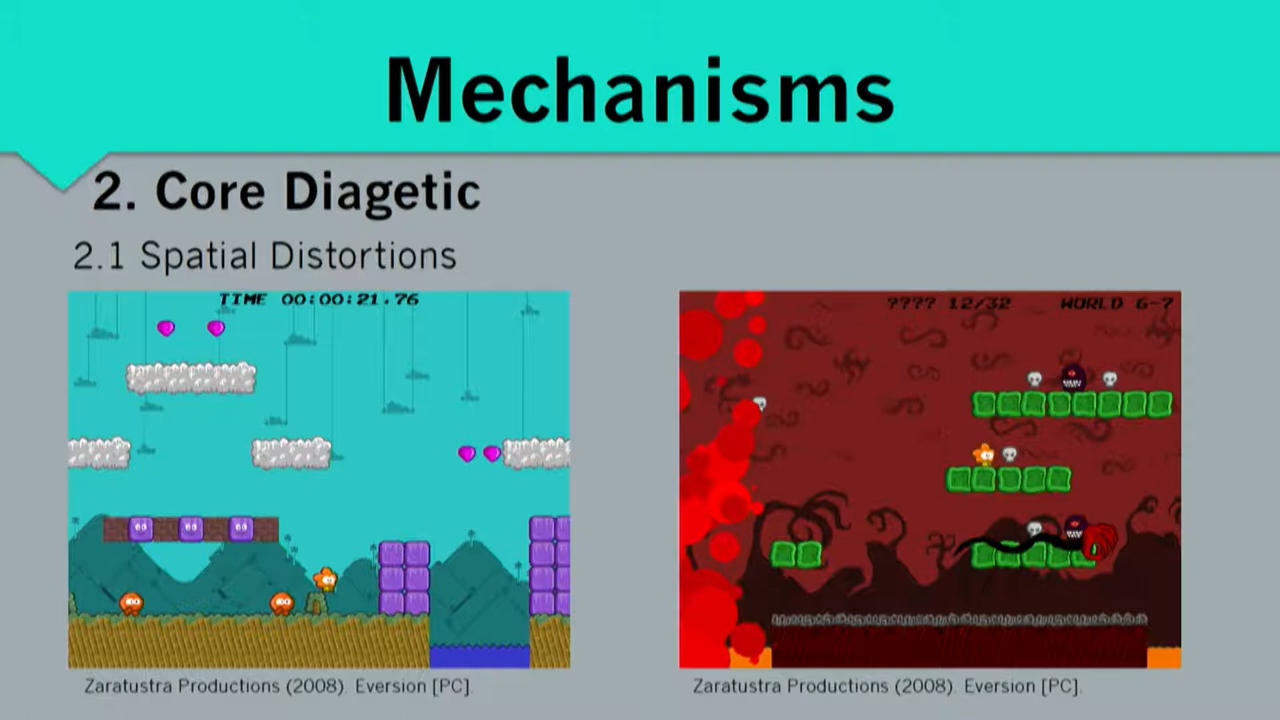 Mechanisms
2. Core Diagetic
2.1 Spatial Distortions
TIME 00:00:21.76
???? 12/32 WORLD 6-7
Zaratustra Productions (2008). Eversion [PC].
Zaratustra Productions (2008). Eversion [PC].